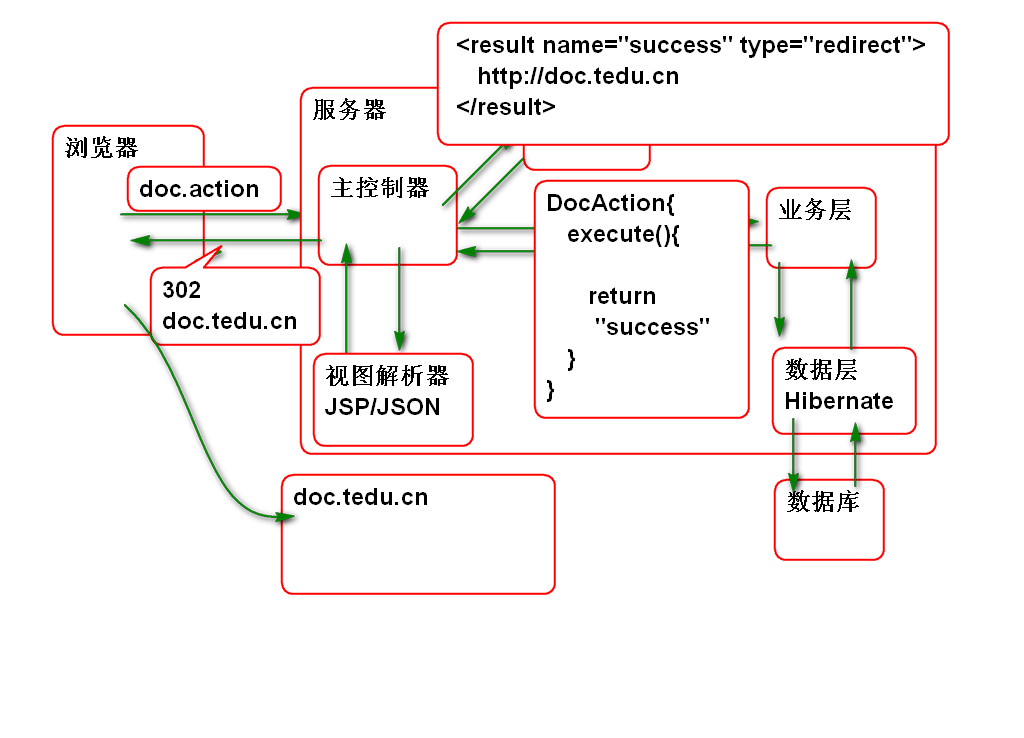 <result name="success" type="redirect">
http://doc.tedu.cn
</result>
服务器
浏览器
doc.action
主控制器
DocAction{
execute(){
return
"success"
}
}
业务层
302
doc.tedu.cn
视图解析器
JSP/JSON
数据层
Hibernate
doc.tedu.cn
数据库